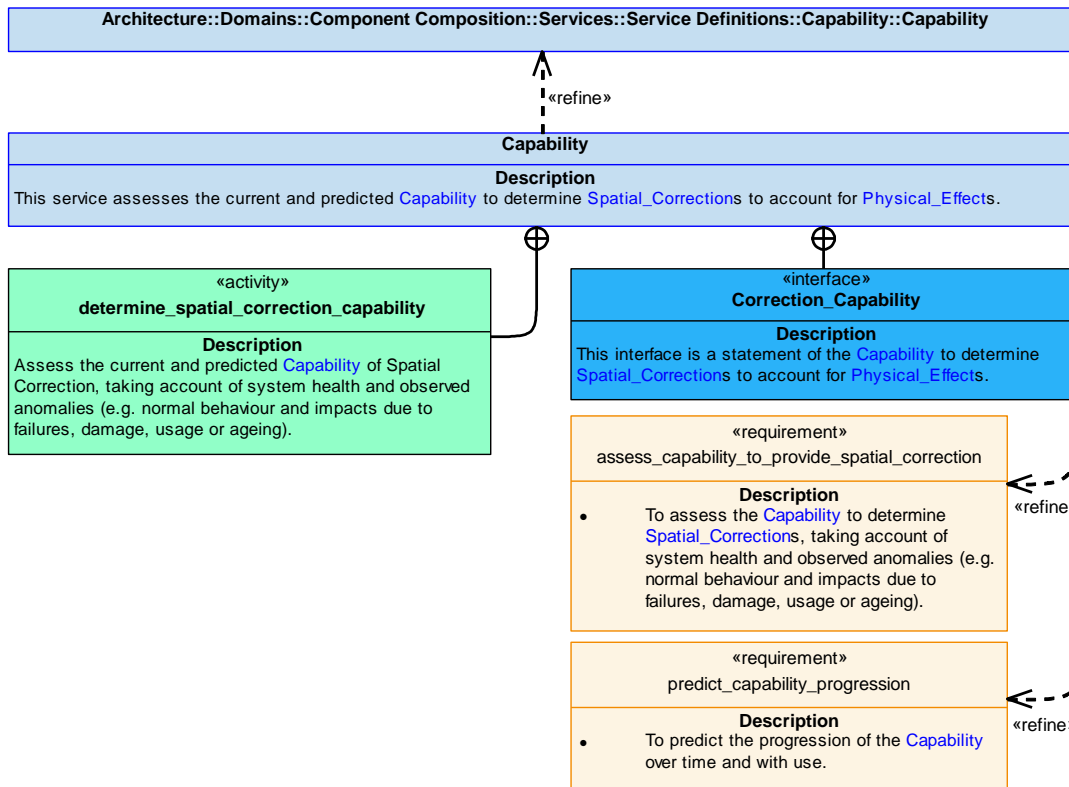 Architecture::Domains::Component Composition::Services::Service Definitions::Capability::Capability
«refine»
Capability
Description
This service assesses the current and predicted Capability to determine Spatial_Corrections to account for Physical_Effects.
«activity»
determine_spatial_correction_capability
Description
Assess the current and predicted Capability of Spatial
Correction, taking account of system health and observed
anomalies (e.g. normal behaviour and impacts due to
failures, damage, usage or ageing).
«interface»
Correction_Capability
Description
This interface is a statement of the Capability to determine
Spatial_Corrections to account for Physical_Effects.
«requirement»
assess_capability_to_provide_spatial_correction
Description
• To assess the Capability to determine
Spatial_Corrections, taking account of
system health and observed anomalies (e.g.
normal behaviour and impacts due to
failures, damage, usage or ageing).
«refine
«requirement»
predict_capability_progression
Description
• To predict the progression of the Capability
over time and with use.
«refine»